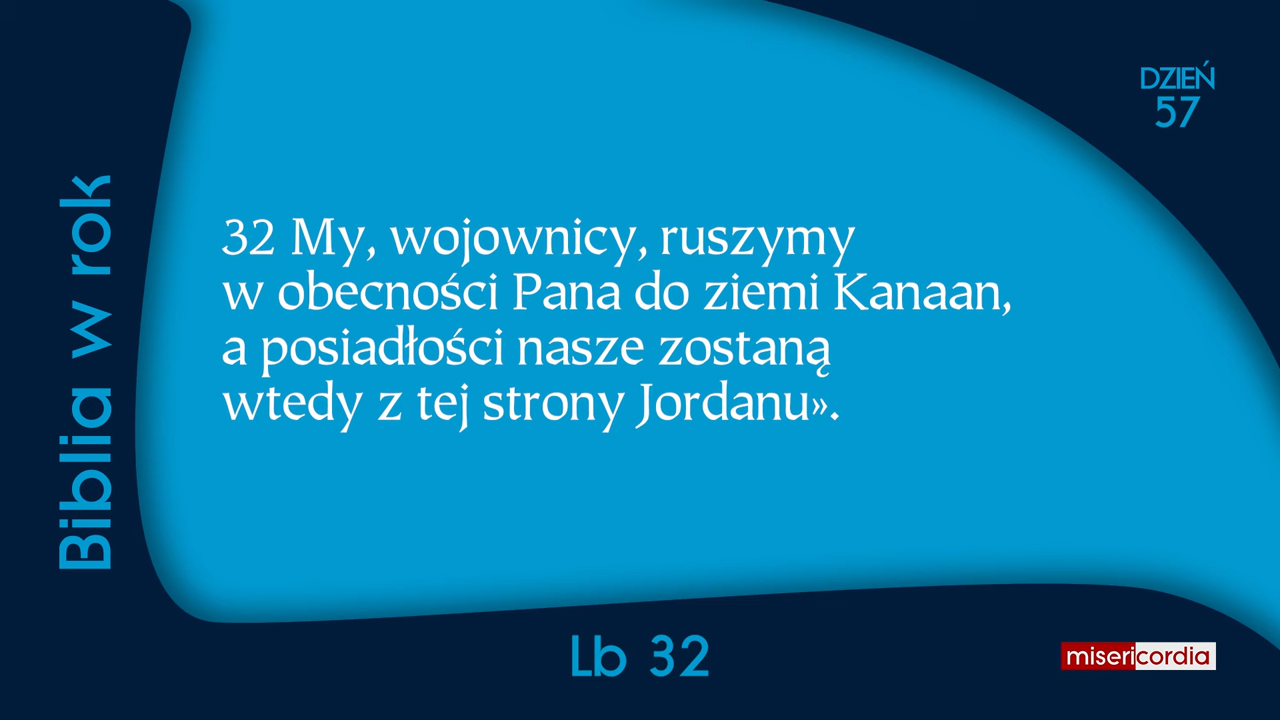 DZIEŃ
57
Biblia w rok
32 My, wojownicy, ruszymy
w obecności Pana do ziemi Kanaan,
a posiadłości nasze zostaną
wtedy z tej strony Jordanu».
Lb 32
misericordia